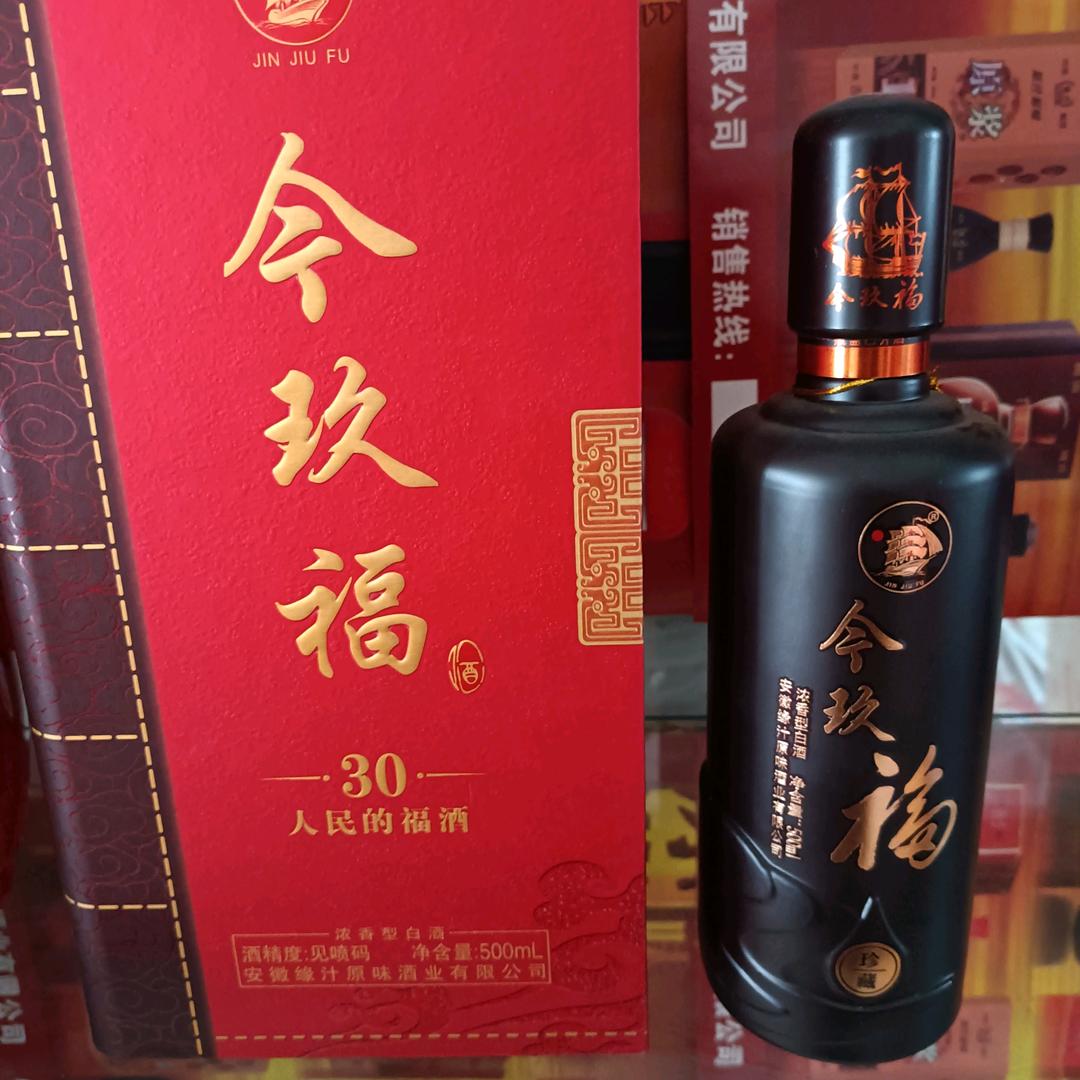 JIN JIU FU
今玖福
酒
30
人民的福酒
浓香型白酒
酒精度:见喷码 净含量:500mL
安徽缘汁原味酒业有限公司
有限公司
销售热线:
原浆
今玖福
®
JIN JIU FU
今玖福
浓香型白酒 净含量:500ml
安徽缘汁原味酒业有限公司
珍藏